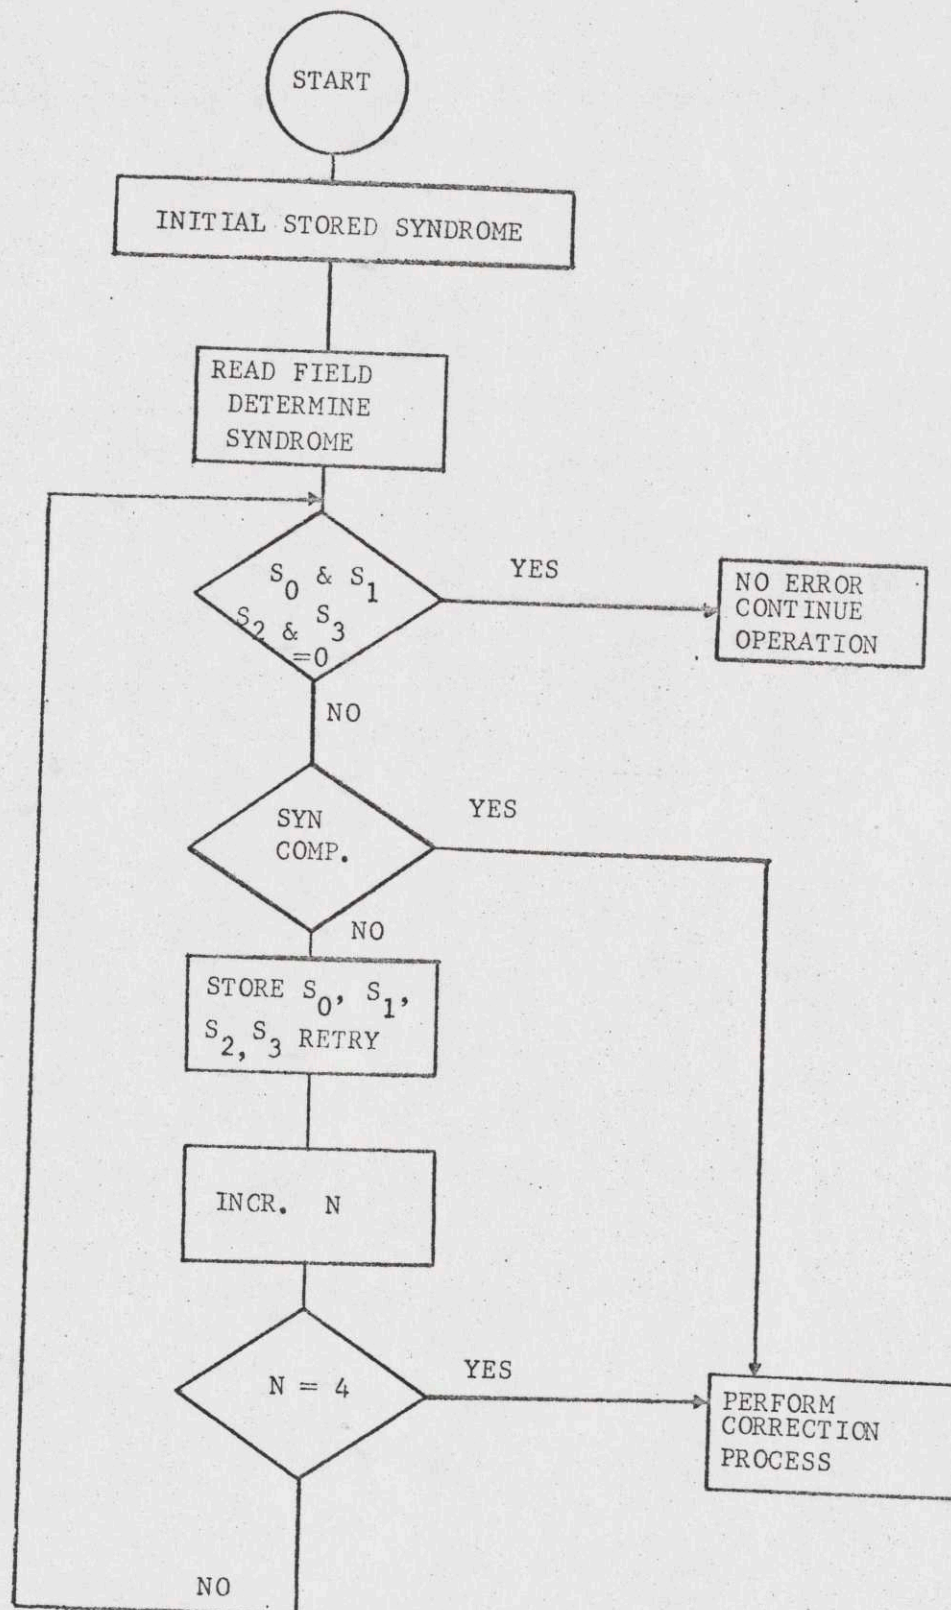 START
INITIAL STORED SYNDROME
READ FIELD
DETERMINE
SYNDROME
S0 & S1
S2 & S3
=0
YES
NO ERROR
CONTINUE
OPERATION
NO
SYN
COMP.
YES
NO
STORE S0, S1,
S2, S3 RETRY
INCR. N
N = 4
YES
PERFORM
CORRECTION
PROCESS
NO